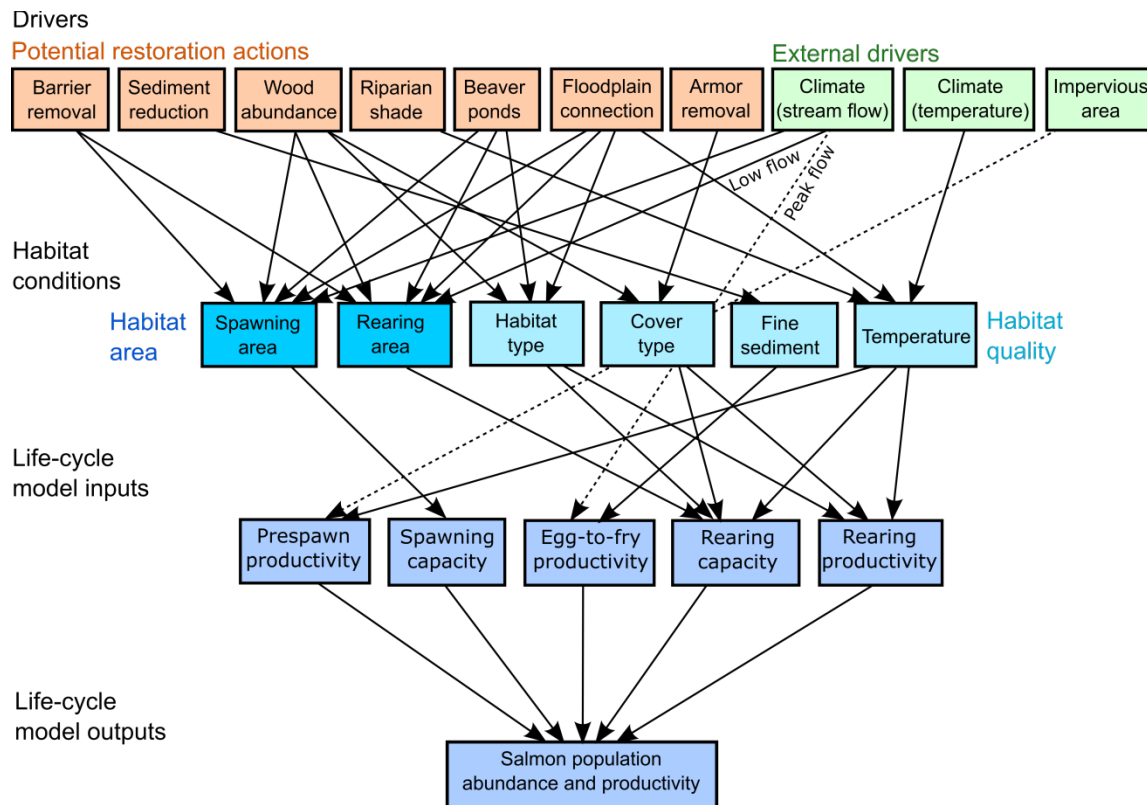 Drivers
Potential restoration actions
External drivers
Barrier
removal
Sediment
reduction
Wood
abundance
Riparian
shade
Beaver
ponds
Floodplain
connection
Armor
removal
Climate
(stream flow)
Climate
(temperature)
Impervious
area
Low flow
Peak flow
Habitat
conditions
Habitat
area
Spawning
area
Rearing
area
Habitat
type
Cover
type
Fine
sediment
Temperature
Habitat
quality
Life-cycle
model inputs
Prespawn
productivity
Spawning
capacity
Egg-to-fry
productivity
Rearing
capacity
Rearing
productivity
Life-cycle
model outputs
Salmon population
abundance and productivity